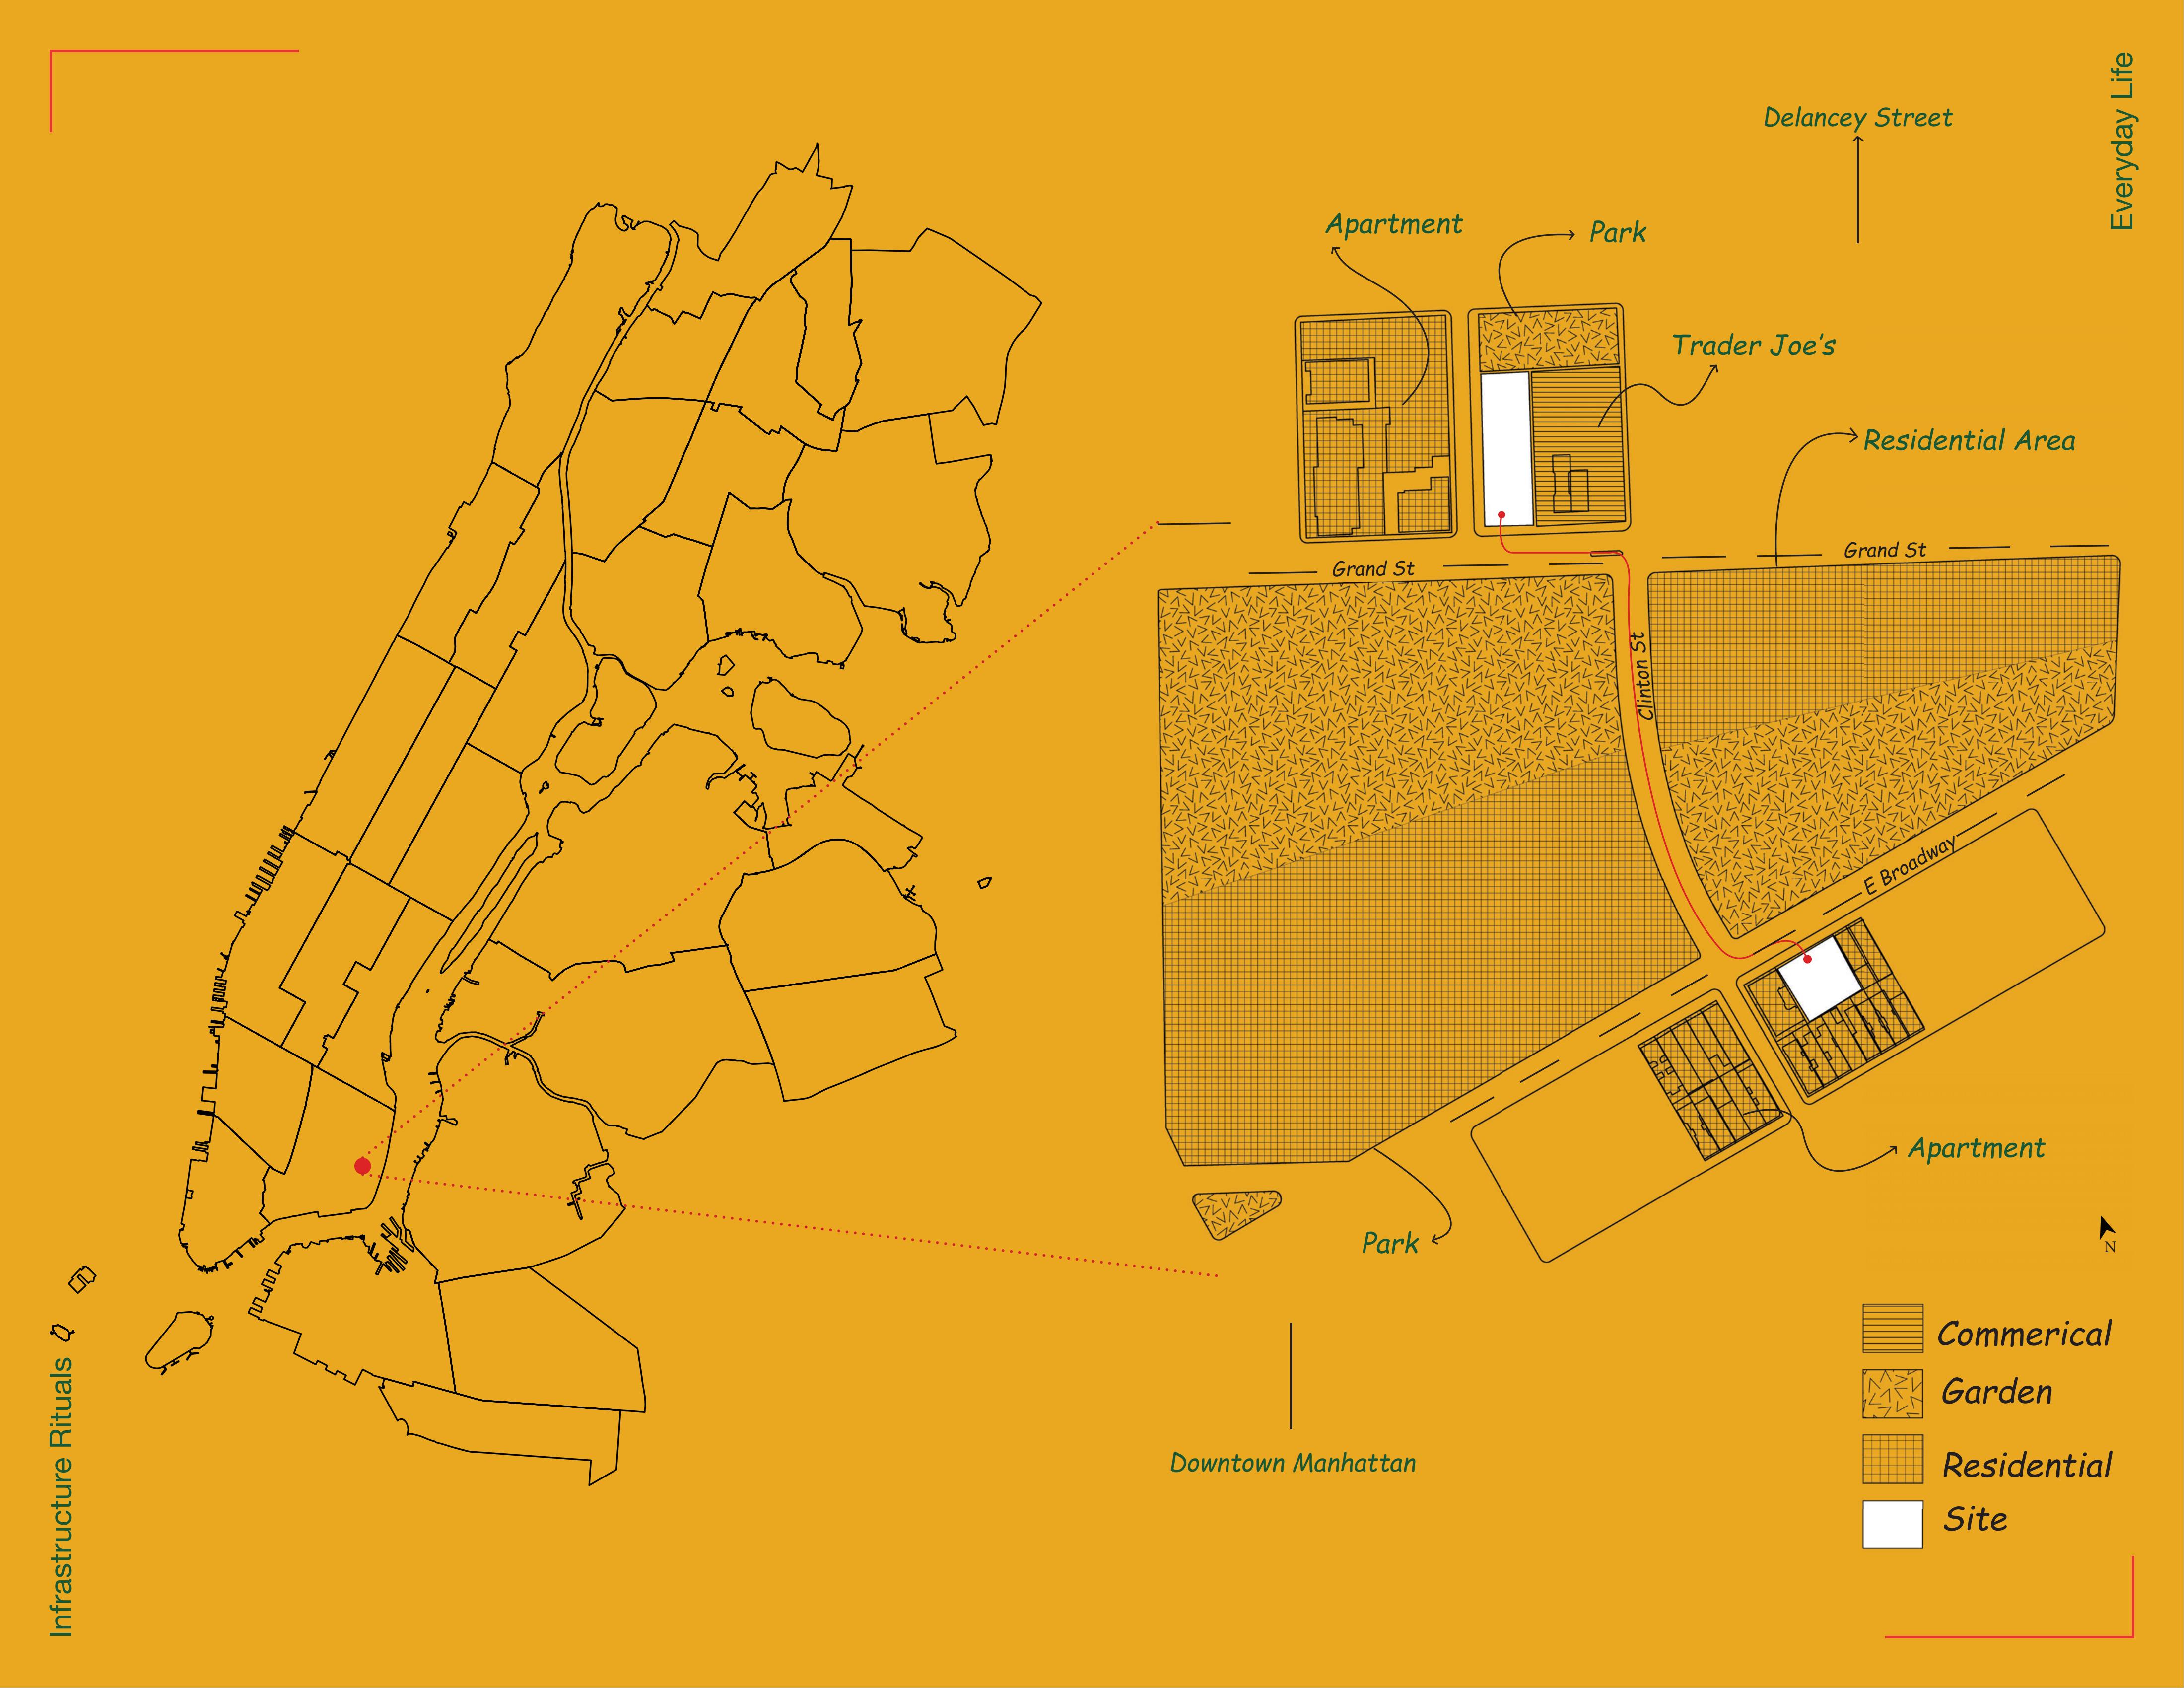 Everyday Life
Delancey Street
Apartment
Park
Trader Joe's
Residential Area
Grand St
Grand St
Clinton St
E Broadway
Apartment
Park
N
Downtown Manhattan
Commerical
Garden
Residential
Site
Infrastructure Rituals